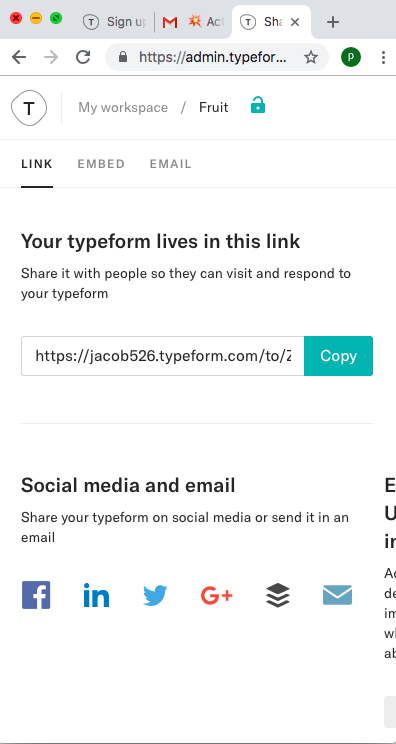 Sign up
Act
Sha
https://admin.typefor...
P
T
My workspace / Fruit
LINK EMBED EMAIL
Your typeform lives in this link
Share it with people so they can visit and respond to
your typeform
https://jacob526.typeform.com/to/Z
Copy
Social media and email
Share your typeform on social media or send it in an
email
f in G+
E
U
in
Ac
de
im
wh
ab